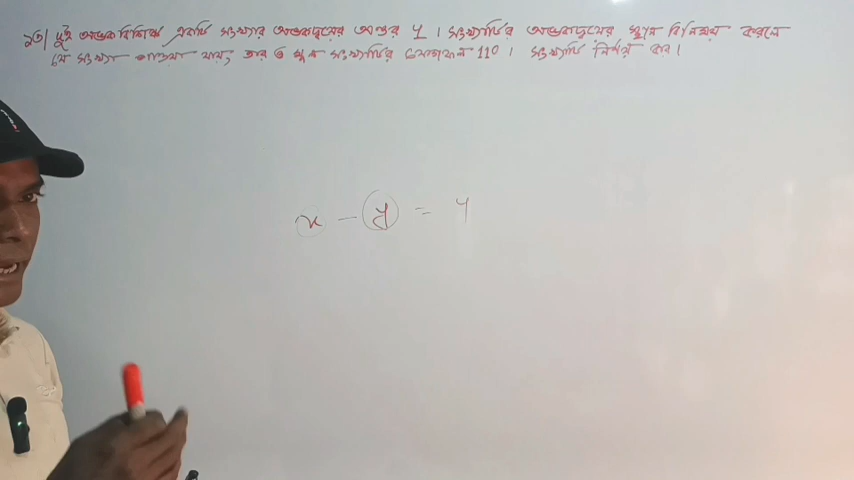 ১৩| দুই অঙ্কবিশিষ্ট একটি সংখ্যার অঙ্কদ্বয়ের অন্তর 4 । সংখ্যাটির অঙ্কদ্বয়ের স্থান বিনিময় করলে
যে সংখ্যা পাওয়া যায়, তার ও মূল সংখ্যাটির যোগফল 110 । সংখ্যাটি নির্ণয় কর।
x - y = 4